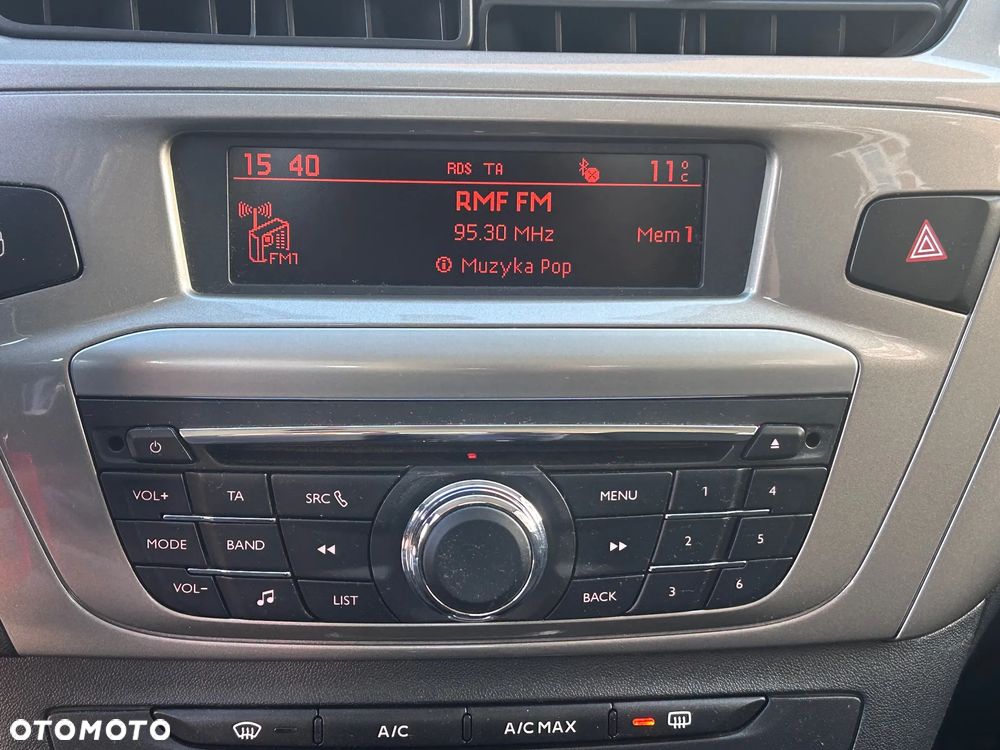 15 40 RDS TA 11°C
RMF FM
95.30 MHz Mem 1
FM1
Muzyka Pop
VOL+ TA SRC MENU 1 4
MODE BAND 2 5
VOL- LIST BACK 3 6
A/C A/C MAX
OTOMOTO